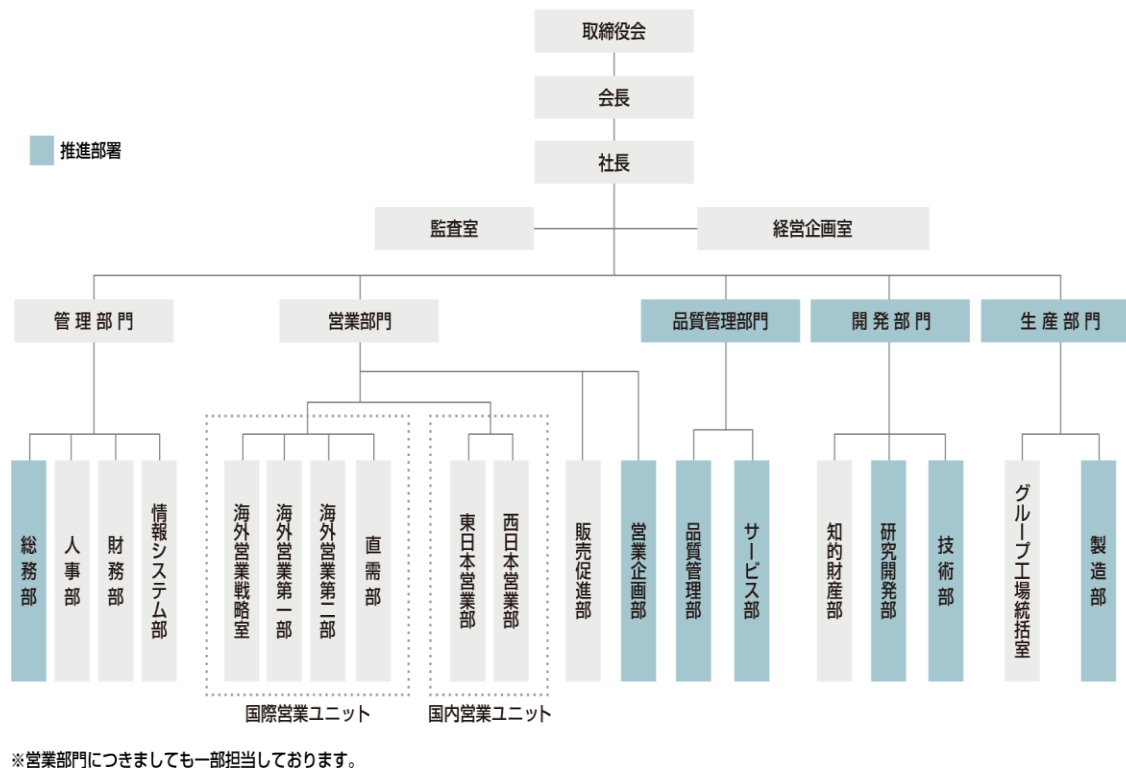 取締役会
会長
推進部署
社長
監査室
経営企画室
管理部門
営業部門
品質管理部門
開発部門
生産部門
総務部
人事部
財務部
情報システム部
海外営業戦略室
海外営業第一部
海外営業第二部
直需部
東日本営業部
西日本営業部
販売促進部
営業企画部
品質管理部
サービス部
知的財産部
研究開発部
技術部
グループ工場統括室
製造部
国際営業ユニット
国内営業ユニット
※営業部門につきましても一部担当しております。